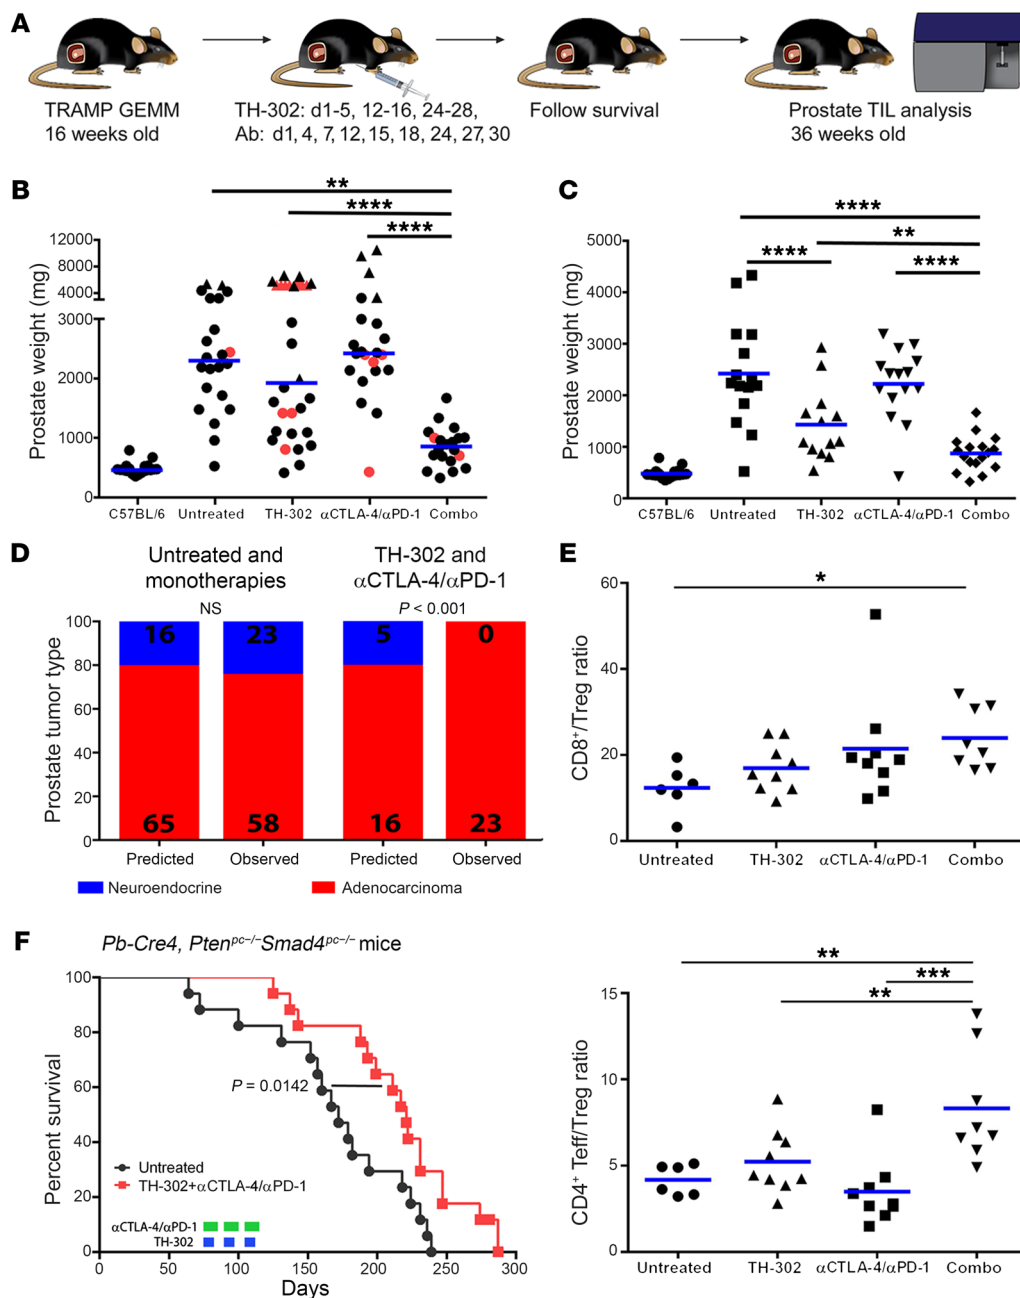 A
TRAMP GEMM
16 weeks old
TH-302: d1-5, 12-16, 24-28,
Ab: d1, 4, 7, 12, 15, 18, 24, 27, 30
Follow survival
Prostate TIL analysis
36 weeks old
B
**
****
****
Prostate weight (mg)
12000
10000
8000
6000
4000
3000
2000
1000
0
C57BL/6 Untreated TH-302 αCTLA-4/αPD-1 Combo
C
****
**
****
****
Prostate weight (mg)
5000
4000
3000
2000
1000
0
C57BL/6 Untreated TH-302 αCTLA-4/αPD-1 Combo
D
Untreated and
monotherapies
TH-302 and
αCTLA-4/αPD-1
NS
P < 0.001
Prostate tumor type
100
80
60
40
20
0
16 23 5 0
65 58 16 23
Predicted Observed Predicted Observed
Neuroendocrine Adenocarcinoma
E
*
CD8+/Treg ratio
60
40
20
0
Untreated TH-302 αCTLA-4/αPD-1 Combo
**
***
**
CD4+ Teff/Treg ratio
15
10
5
0
Untreated TH-302 αCTLA-4/αPD-1 Combo
F
Pb-Cre4, Ptenpc−/−Smad4pc−/− mice
Percent survival
100
80
60
40
20
0
P = 0.0142
Untreated
TH-302+αCTLA-4/αPD-1
αCTLA-4/αPD-1
TH-302
0 50 100 150 200 250 300
Days